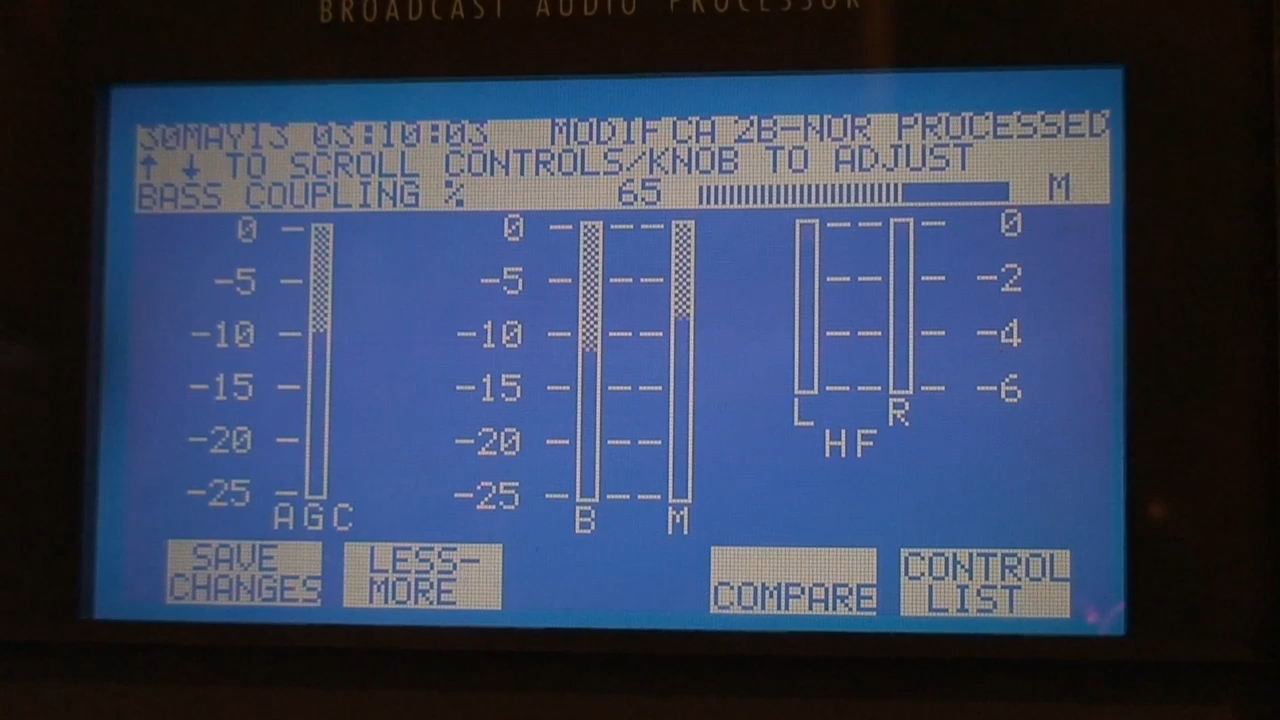 BROADCAST AUDIO PROCESSOR
30MAY13 03:10:03 MODIFCH 2B-NOR PROCESSED
↑ ↓ TO SCROLL CONTROLS/KNOB TO ADJUST
BASS COUPLING % 65 M
0 0 0
-5 -5 -2
-10 -10 -4
-15 -15 -6
L R
-20 -20 HF
-25 -25
AGC B M
SAVE CHANGES
LESS-MORE
COMPARE
CONTROL LIST